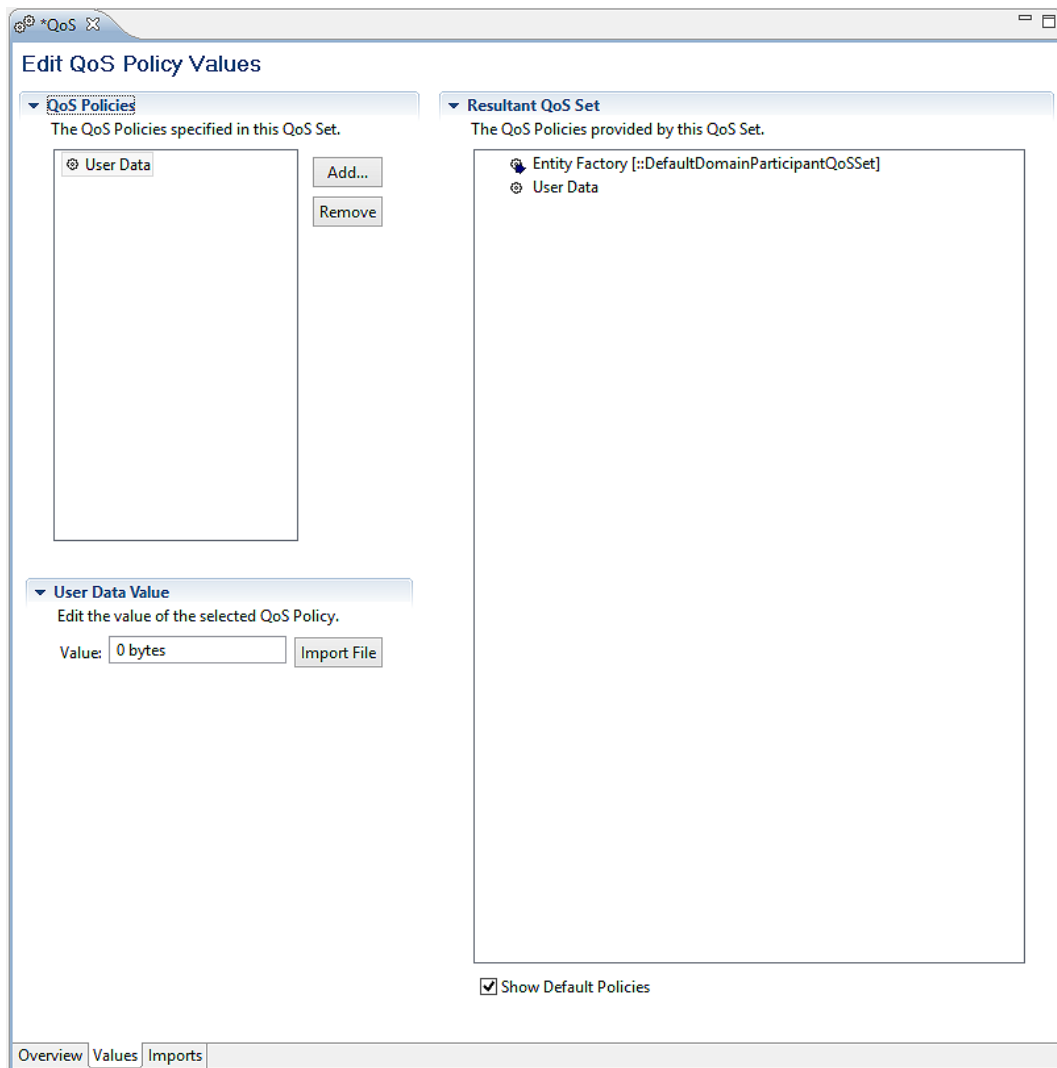 *QoS
Edit QoS Policy Values
QoS Policies
The QoS Policies specified in this QoS Set.
User Data
Add...
Remove
User Data Value
Edit the value of the selected QoS Policy.
Value: 0 bytes Import File
Resultant QoS Set
The QoS Policies provided by this QoS Set.
Entity Factory [::DefaultDomainParticipantQoSSet]
User Data
Show Default Policies
Overview Values Imports